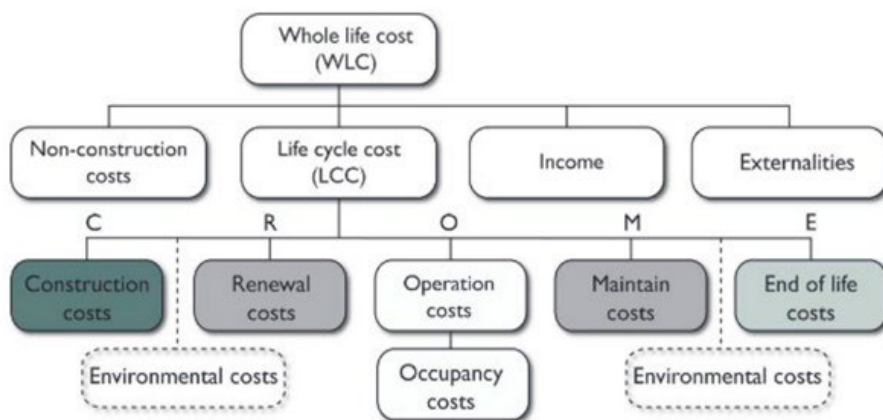 Whole life cost
(WLC)
Non-construction
costs
Life cycle cost
(LCC)
Income
Externalities
C R O M E
Construction
costs
Renewal
costs
Operation
costs
Maintain
costs
End of life
costs
Environmental costs
Occupancy
costs
Environmental costs